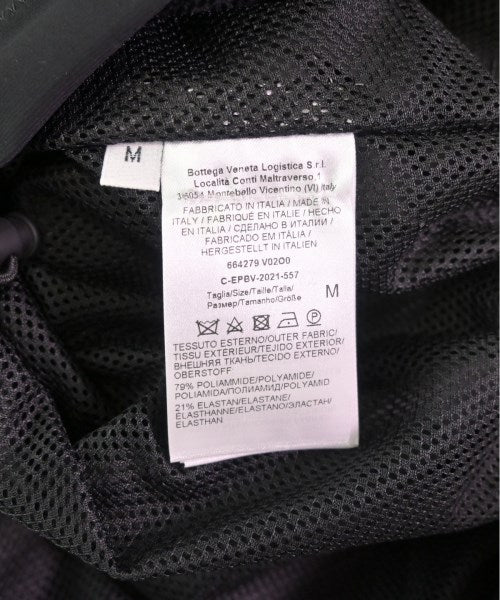 M
Bottega Veneta Logistica S.r.l.
Località Conti Maltraverso,1
36054 Montebello Vicentino (VI) Italy
FABBRICATO IN ITALIA / MADE IN
ITALY / FABRIQUÉ EN ITALIE / HECHO
EN ITALIA / СДЕЛАНО В ИТАЛИИ /
FABRICADO EM ITÁLIA /
HERGESTELLT IN ITALIEN
664279 V02O0
C-EPBV-2021-557
Taglia/Size/Taille/Talla/
Размер/Tamanho/Größe
M
P
TESSUTO ESTERNO/OUTER FABRIC/
TISSU EXTÉRIEUR/TEJIDO EXTERIOR/
ВНЕШНЯЯ ТКАНЬ/TECIDO EXTERNO/
OBERSTOFF
79% POLIAMMIDE/POLYAMIDE/
POLIAMIDA/ПОЛИАМИД/POLYAMID
21% ELASTAN/ELASTANE/
ELASTHANNE/ELASTANO/ЭЛАСТАН/
ELASTHAN